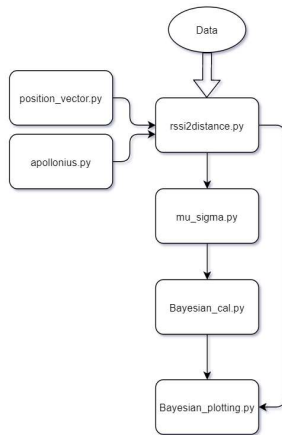 Data
position_vector.py
rssi2distance.py
apollonius.py
mu_sigma.py
Bayesian_cal.py
Bayesian_plotting.py